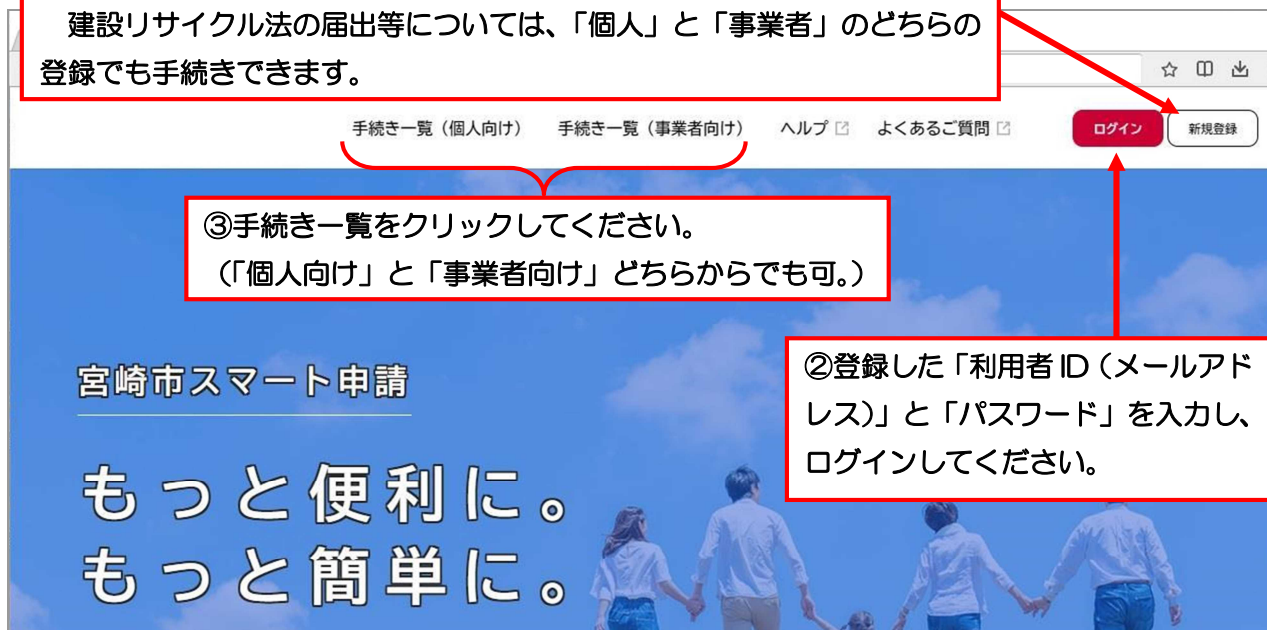 建設リサイクル法の届出等については、「個人」と「事業者」のどちらの
登録でも手続きできます。
手続き一覧（個人向け）　手続き一覧（事業者向け）　ヘルプ　よくあるご質問　ログイン　新規登録
③手続き一覧をクリックしてください。
（「個人向け」と「事業者向け」どちらからでも可。）
②登録した「利用者 ID（メールアド
レス）」と「パスワード」を入力し、
ログインしてください。
宮崎市スマート申請
もっと便利に。
もっと簡単に。